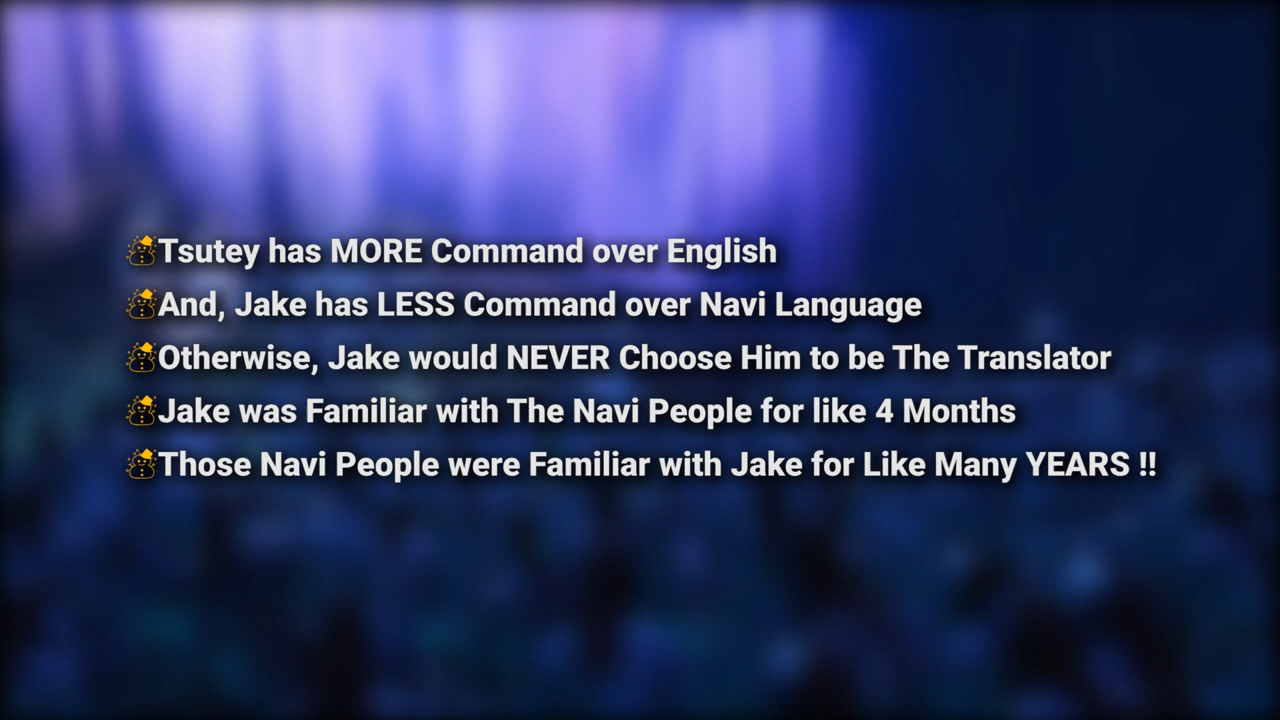 ☃Tsutey has MORE Command over English
☃And, Jake has LESS Command over Navi Language
☃Otherwise, Jake would NEVER Choose Him to be The Translator
☃Jake was Familiar with The Navi People for like 4 Months
☃Those Navi People were Familiar with Jake for Like Many YEARS !!